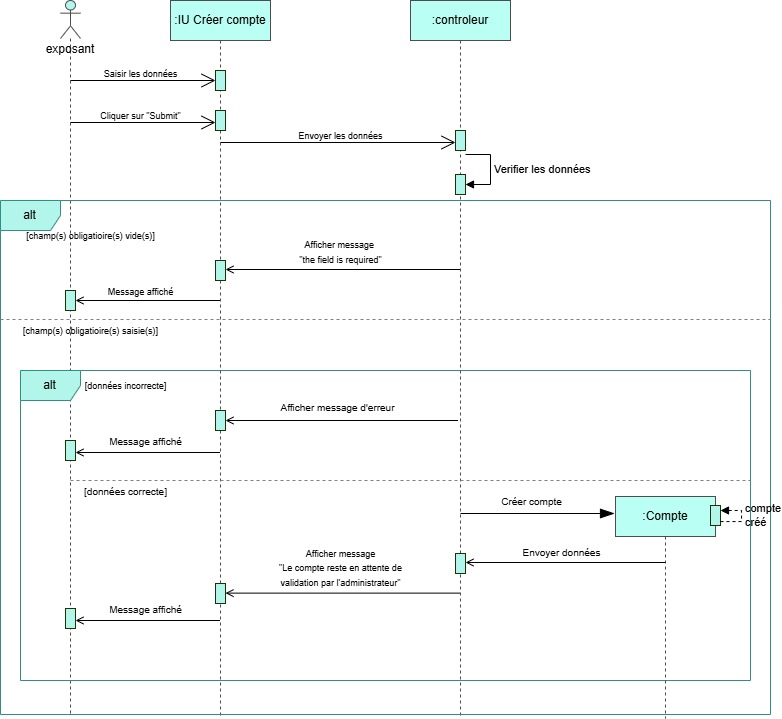 :IU Créer compte
:controleur
exposant
Saisir les données
Cliquer sur "Submit"
Envoyer les données
Verifier les données
alt
[champ(s) obligatioire(s) vide(s)]
Afficher message
"the field is required"
Message affiché
[champ(s) obligatioire(s) saisie(s)]
alt
[données incorrecte]
Afficher message d'erreur
Message affiché
[données correcte]
Créer compte
:Compte
compte
créé
Envoyer données
Afficher message
"Le compte reste en attente de
validation par l'administrateur"
Message affiché